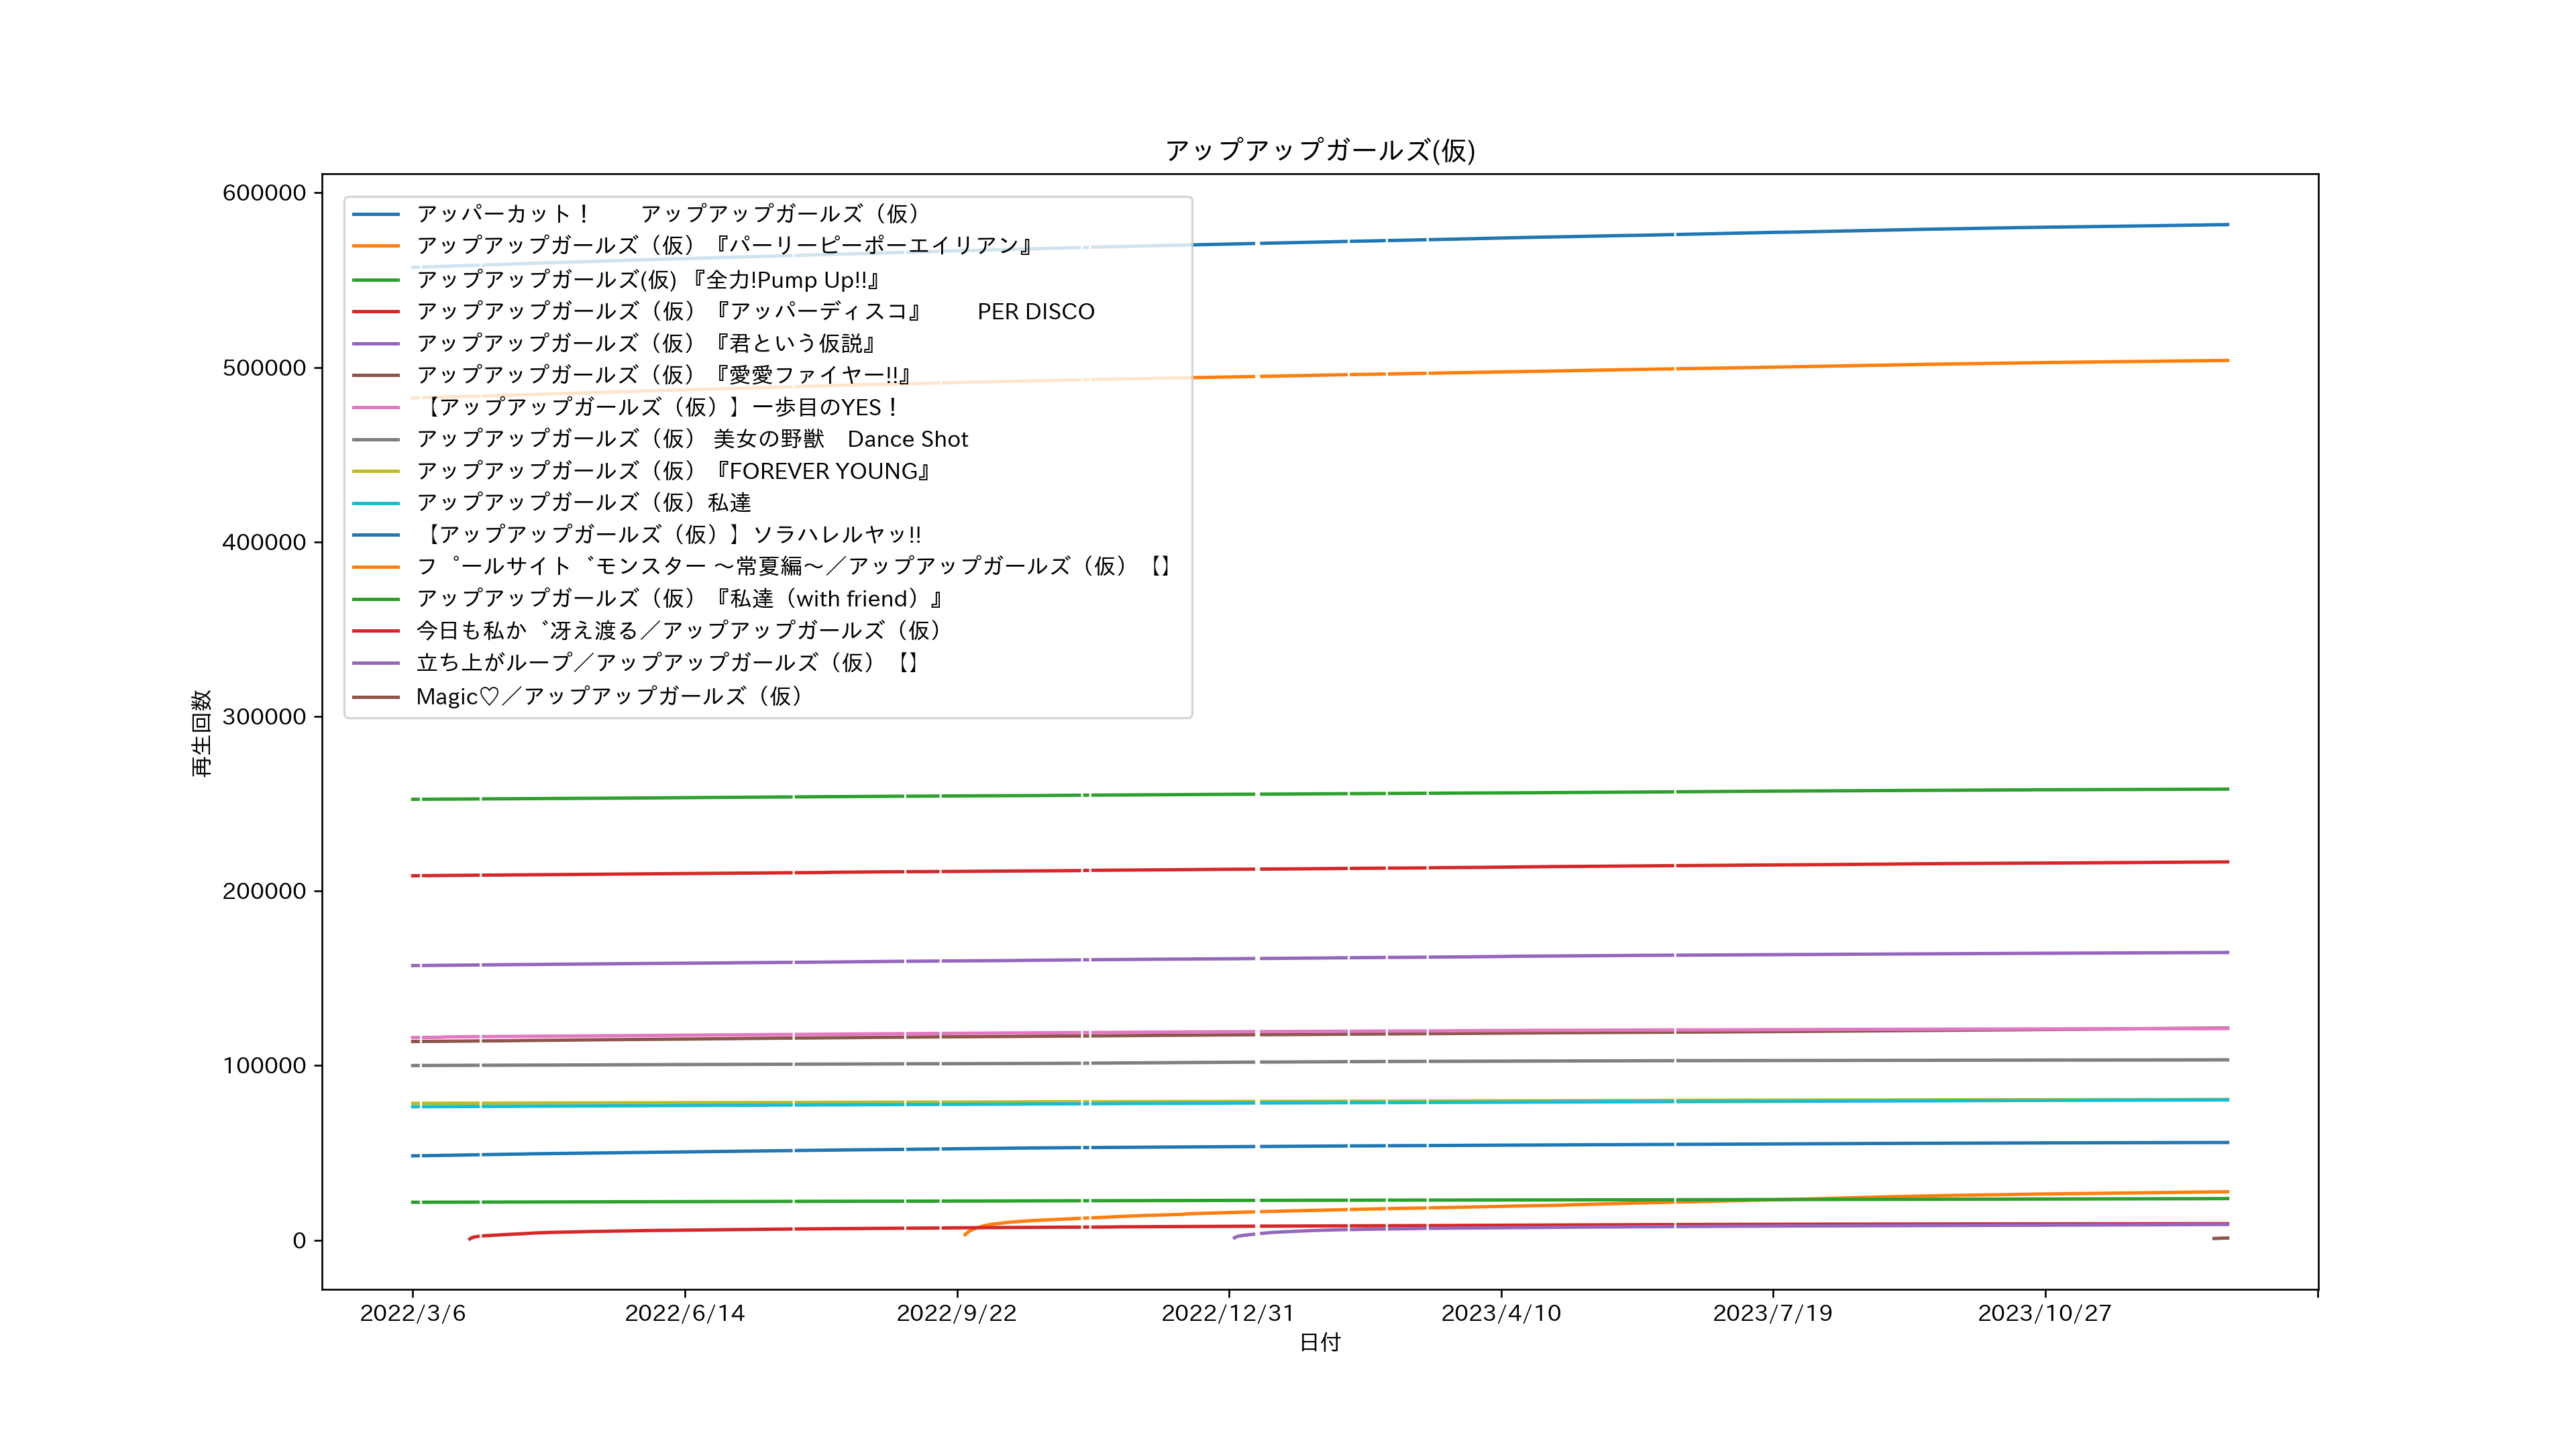 アップアップガールズ(仮)
600000
500000
400000
300000
200000
100000
0
再生回数
アッパーカット！　　アップアップガールズ（仮）
アップアップガールズ（仮）『パーリーピーポーエイリアン』
アップアップガールズ(仮) 『全力!Pump Up!!』
アップアップガールズ（仮）『アッパーディスコ』　　PER DISCO
アップアップガールズ（仮）『君という仮説』
アップアップガールズ（仮）『愛愛ファイヤー!!』
【アップアップガールズ（仮）】一歩目のYES！
アップアップガールズ（仮） 美女の野獣　Dance Shot
アップアップガールズ（仮）『FOREVER YOUNG』
アップアップガールズ（仮）私達
【アップアップガールズ（仮）】ソラハレルヤッ!!
フ゜ールサイト゛モンスター 〜常夏編〜／アップアップガールズ（仮）【】
アップアップガールズ（仮）『私達（with friend）』
今日も私か゛冴え渡る／アップアップガールズ（仮）
立ち上がループ／アップアップガールズ（仮）【】
Magic♡／アップアップガールズ（仮）
2022/3/6 2022/6/14 2022/9/22 2022/12/31 2023/4/10 2023/7/19 2023/10/27
日付